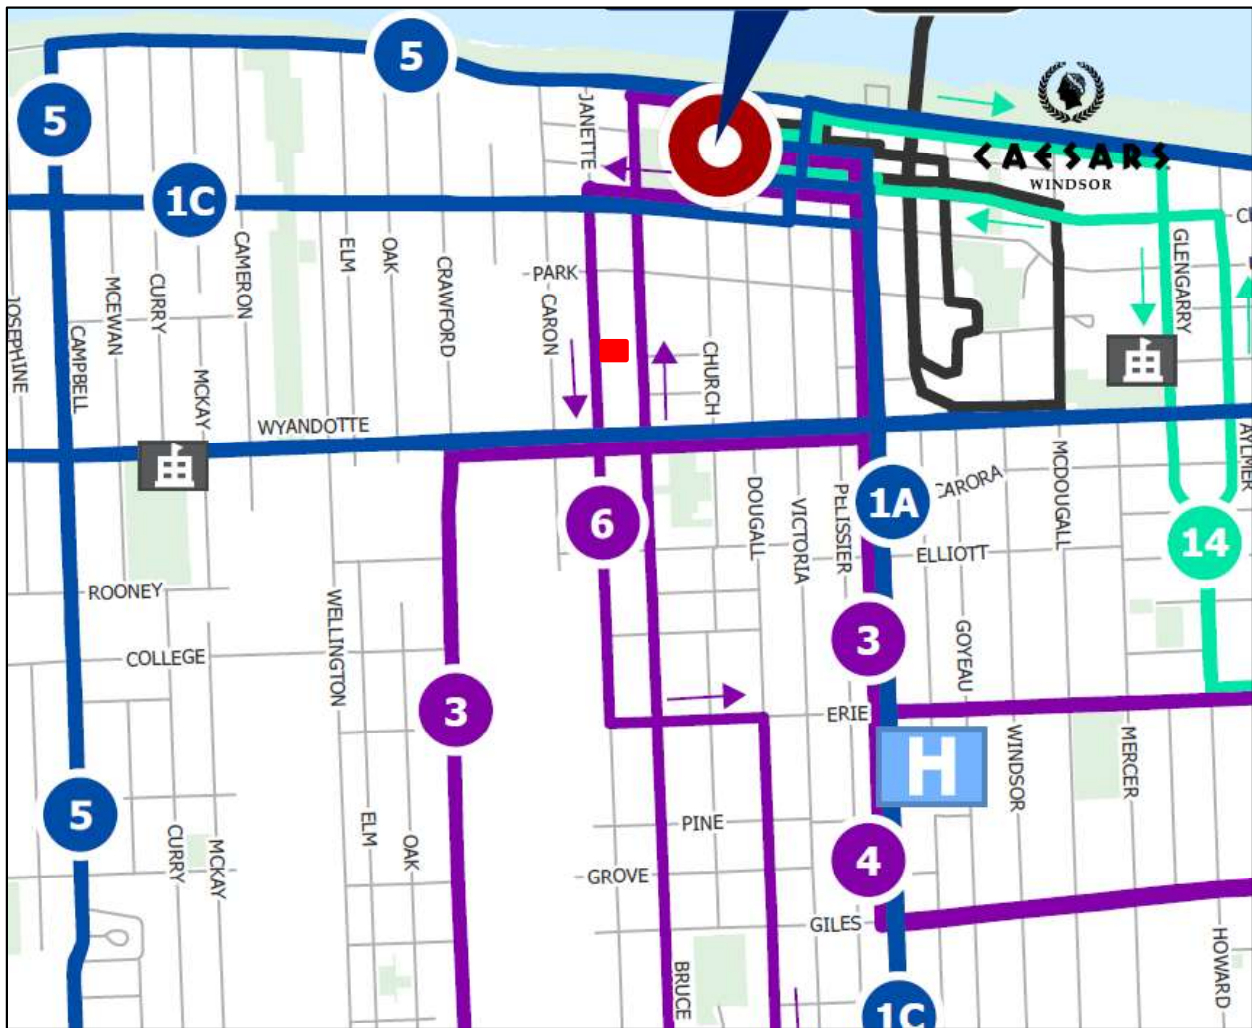 5
5
JANETTE
CAESARS
WINDSOR
1C
CAMERON
ELM
OAK
CRAWFORD
PARK
CARON
GLENGARRY
JOSEPHINE
MCEWAN
CURRY
CAMPBELL
MCKAY
CHURCH
WYANDOTTE
AYLMER
6
DOUGALL
VICTORIA
PELISSIER
1A
CARORA
MCDOUGALL
14
ELLIOTT
ROONEY
WELLINGTON
COLLEGE
3
GOYEAU
3
ERIE
H
WINDSOR
MERCER
5
CURRY
MCKAY
ELM
OAK
PINE
4
GROVE
GILES
BRUCE
HOWARD
1C